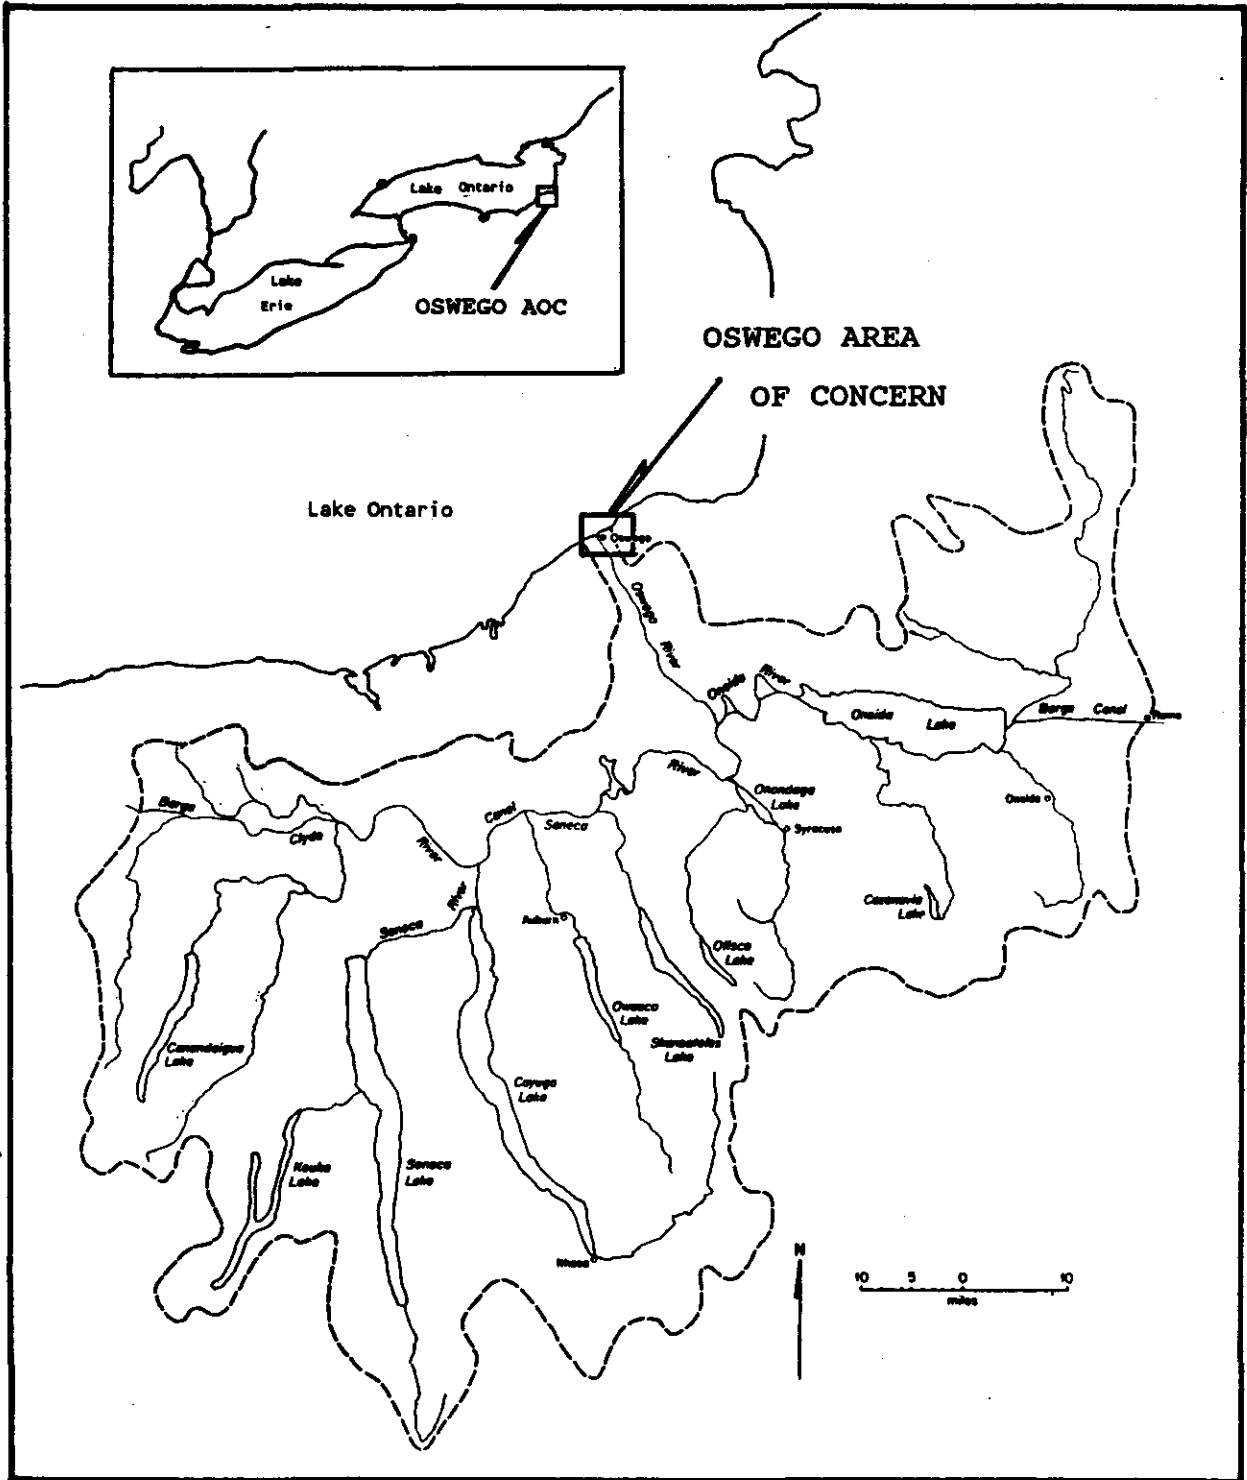 Lake Ontario
Lake
Erie
OSWEGO AOC
OSWEGO AREA
OF CONCERN
Lake Ontario
Oswego
Oswego River
Oneida River
Oneida Lake
Barge Canal
Rome
Barge
Clyde
River
Canal
Seneca
River
Onondaga
Lake
Syracuse
Oneida
Cazenovia
Lake
Seneca
River
Auburn
Otisco
Lake
Owasco
Lake
Skaneateles
Lake
Canandaigua
Lake
Cayuga
Lake
Keuka
Lake
Seneca
Lake
Ithaca
N
10 5 0 10
miles